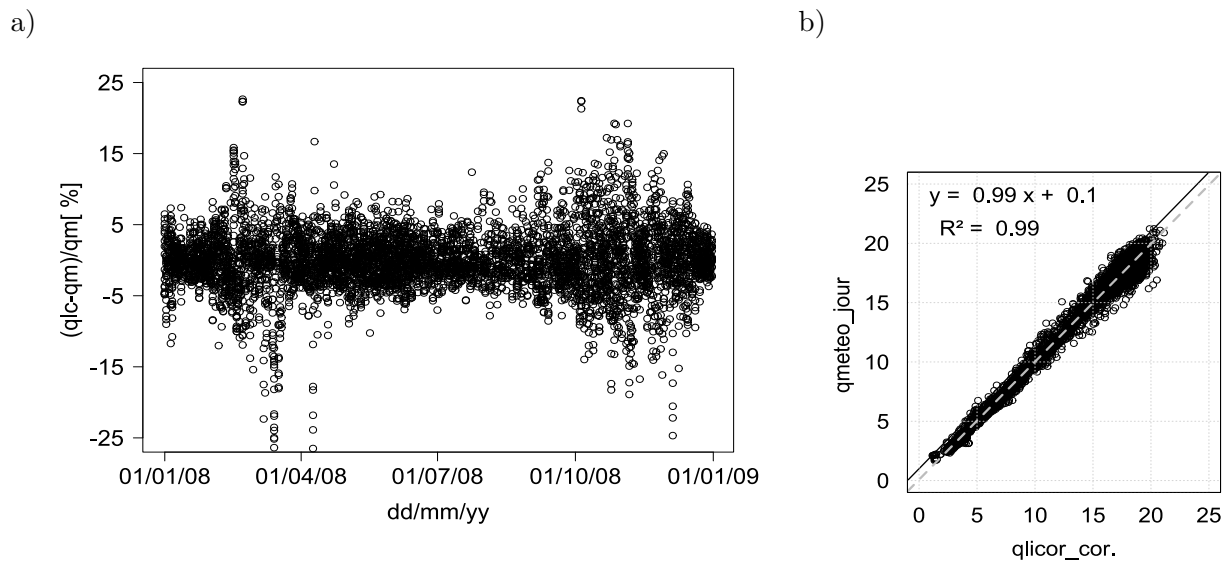 a)
25
15
5
-5
-15
-25
(qlc-qm)/qm[ %]
01/01/08 01/04/08 01/07/08 01/10/08 01/01/09
dd/mm/yy
b)
y = 0.99 x + 0.1
R² = 0.99
25
20
15
10
5
0
qmeteo_jour
0 5 10 15 20 25
qlicor_cor.